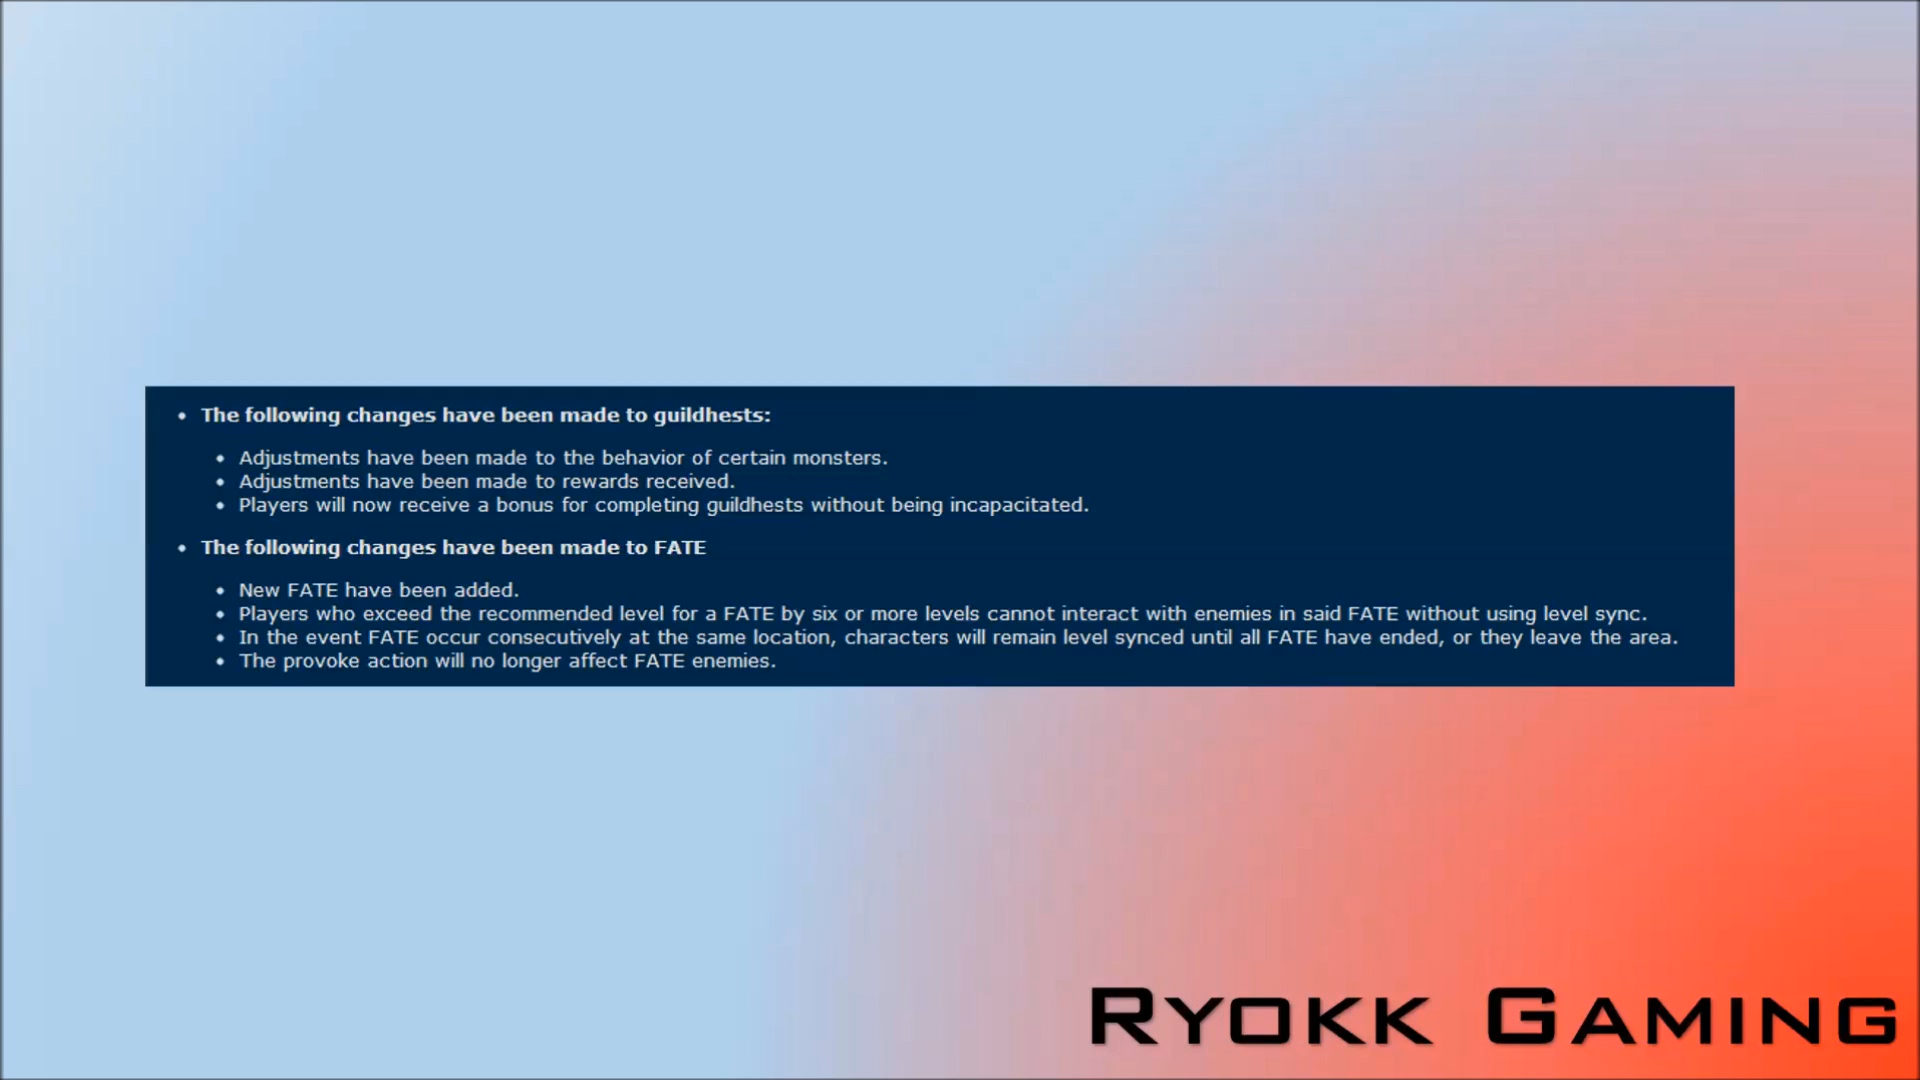 • The following changes have been made to guildhests:
• Adjustments have been made to the behavior of certain monsters.
• Adjustments have been made to rewards received.
• Players will now receive a bonus for completing guildhests without being incapacitated.
• The following changes have been made to FATE
• New FATE have been added.
• Players who exceed the recommended level for a FATE by six or more levels cannot interact with enemies in said FATE without using level sync.
• In the event FATE occur consecutively at the same location, characters will remain level synced until all FATE have ended, or they leave the area.
• The provoke action will no longer affect FATE enemies.
Ryokk Gaming